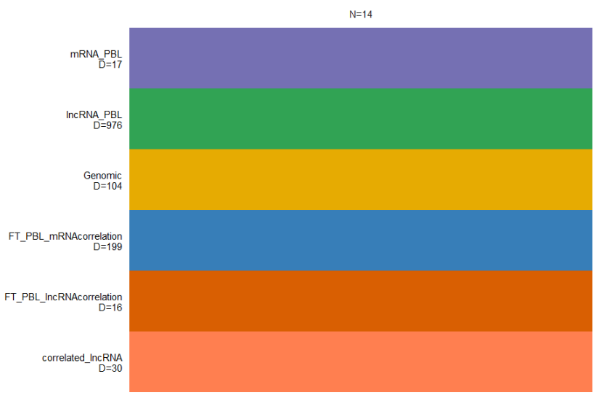 N=14
mRNA_PBL
D=17
lncRNA_PBL
D=976
Genomic
D=104
FT_PBL_mRNAcorrelation
D=199
FT_PBL_lncRNAcorrelation
D=16
correlated_lncRNA
D=30